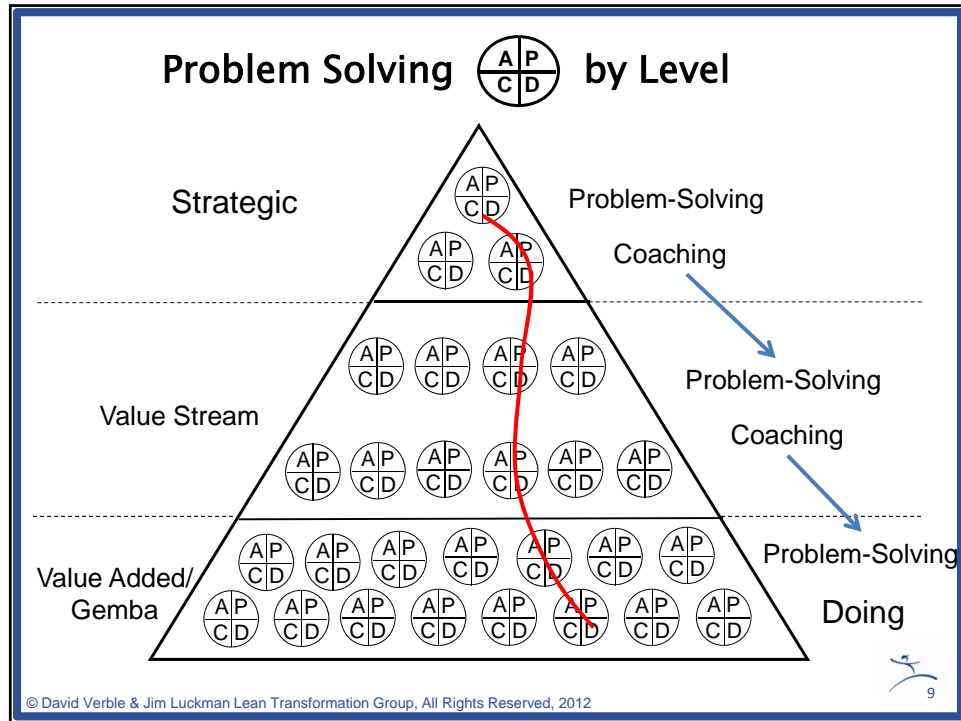 Problem Solving A P by Level
C D
A P
C D
Strategic
Problem-Solving
A P A P
C D C D
Coaching
A P A P A P A P
C D C D C D C D
Problem-Solving
Value Stream
Coaching
A P A P A P A P A P A P
C D C D C D C D C D C D
A P A P A P A P A P A P A P
C D C D C D C D C D C D C D
Problem-Solving
Value Added/
Gemba
A P A P A P A P A P A P A P A P
C D C D C D C D C D C D C D C D
Doing
© David Verble & Jim Luckman Lean Transformation Group, All Rights Reserved, 2012
9